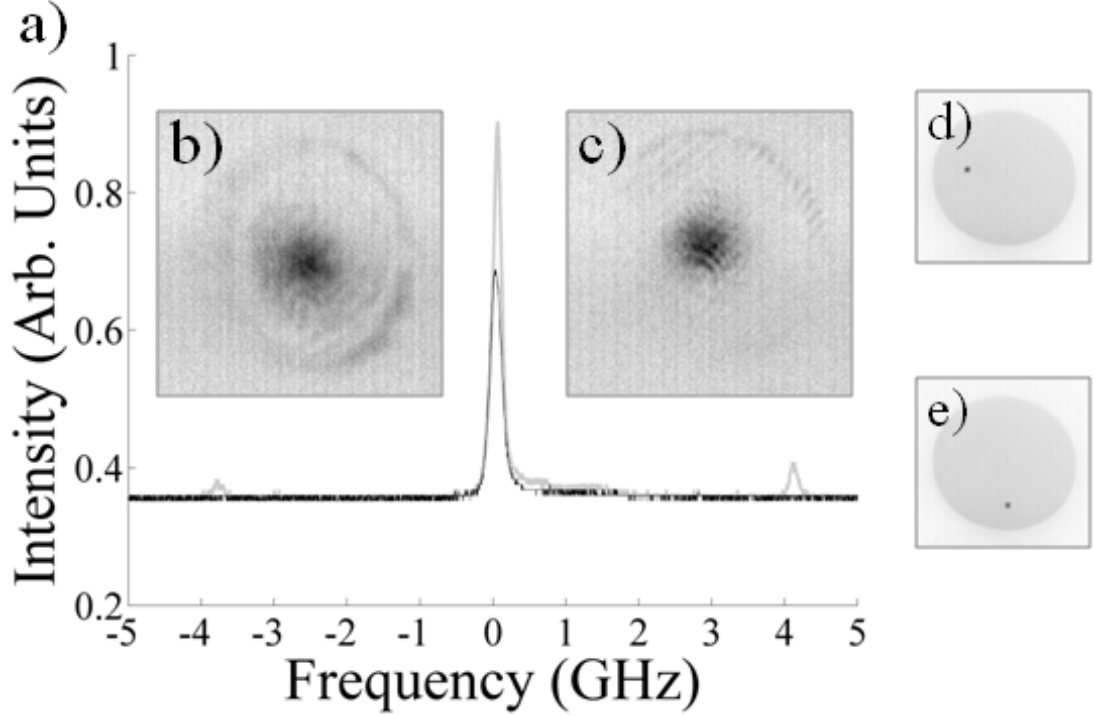 a)
Intensity (Arb. Units)
1
0.8
0.6
0.4
0.2
b)
c)
d)
e)
-5 -4 -3 -2 -1 0 1 2 3 4 5
Frequency (GHz)